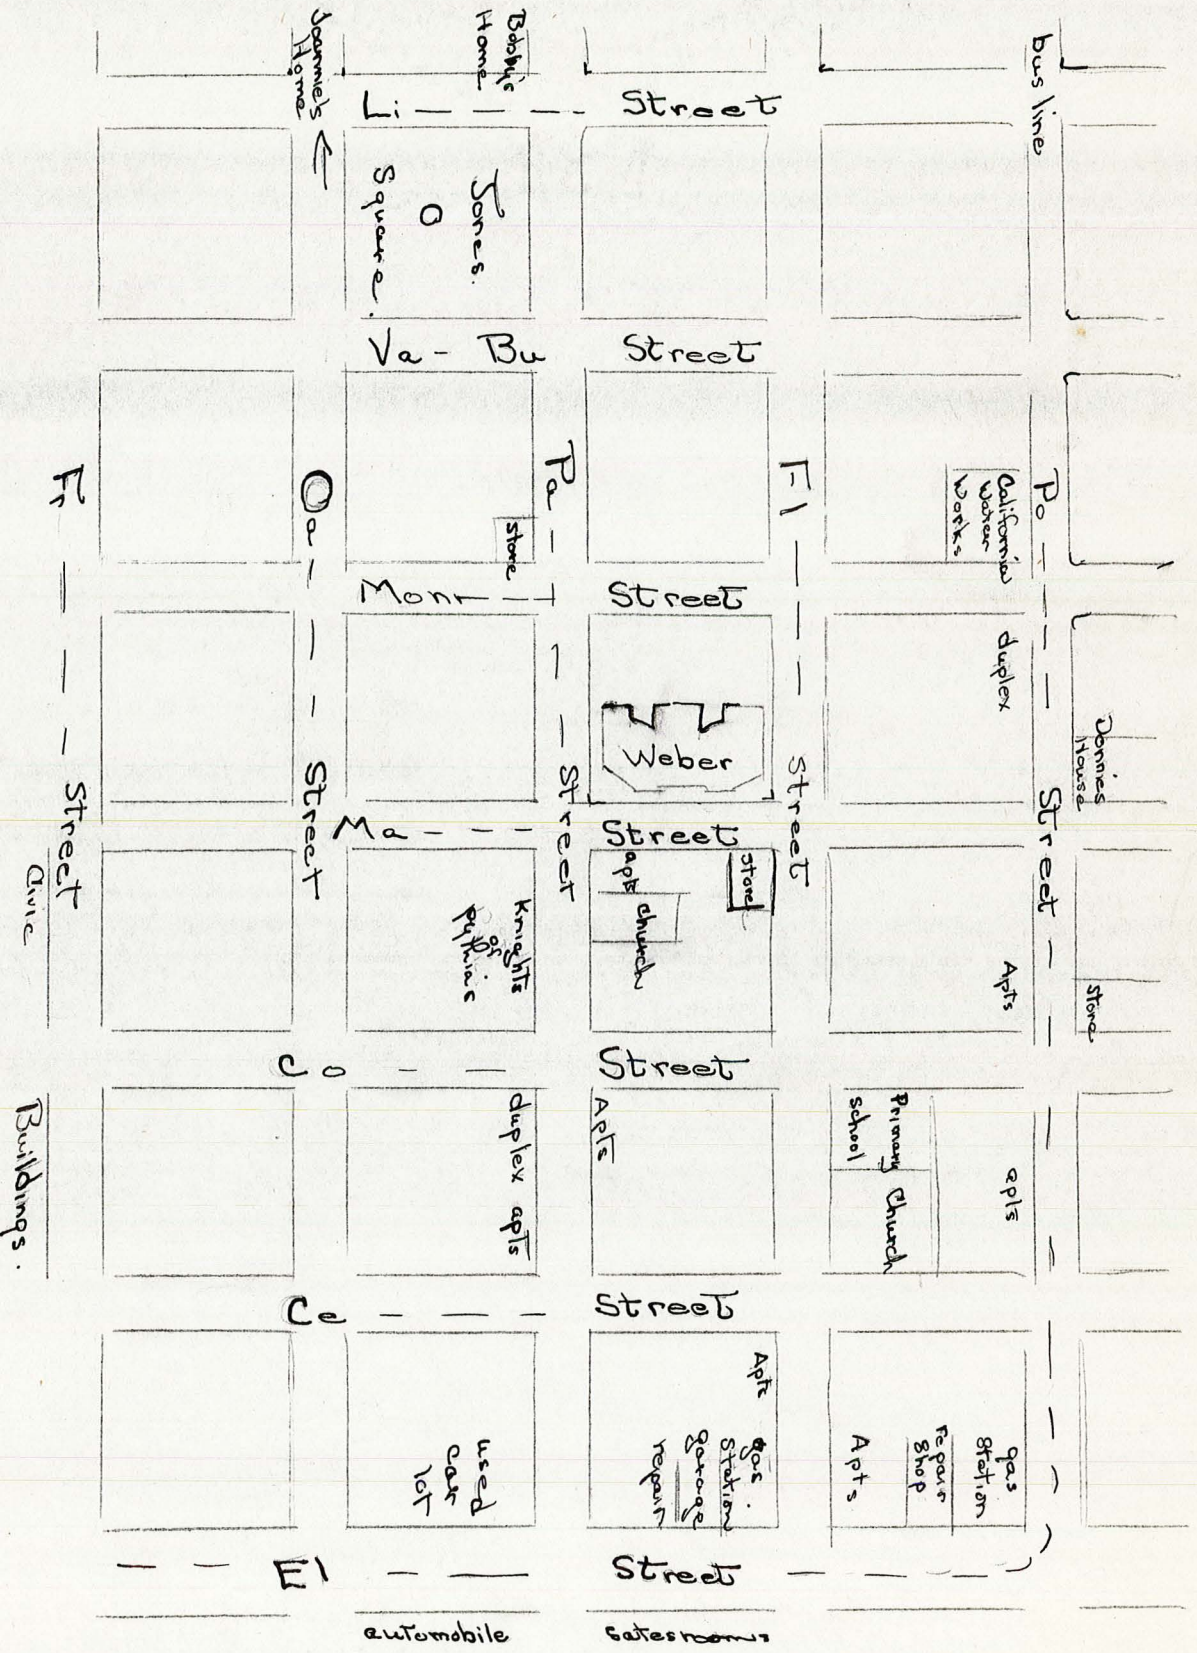 Joannie's
Home
Bobby's
Home
bus line
Li - - - - Street
Jones
Square.
Va- Bu Street
Fr — — — Street
Oa - — — Street
Pa - — — Street
Fl — — — Street
Po - - - — Street
store
California
Water
Works
Monr - - - Street
duplex
Donnies
House
Weber
Ma - - - Street
Civic
Buildings.
Knights
of
pythias
apts
church
store
Apts
store
Co - — Street
duplex apts
Apts
Primary
school
Church
apts
Ce - — — Street
used
car
lot
Apts
gas
station
garage
repair
Apts
repair
shop
gas
station
El - — Street
automobile salesrooms